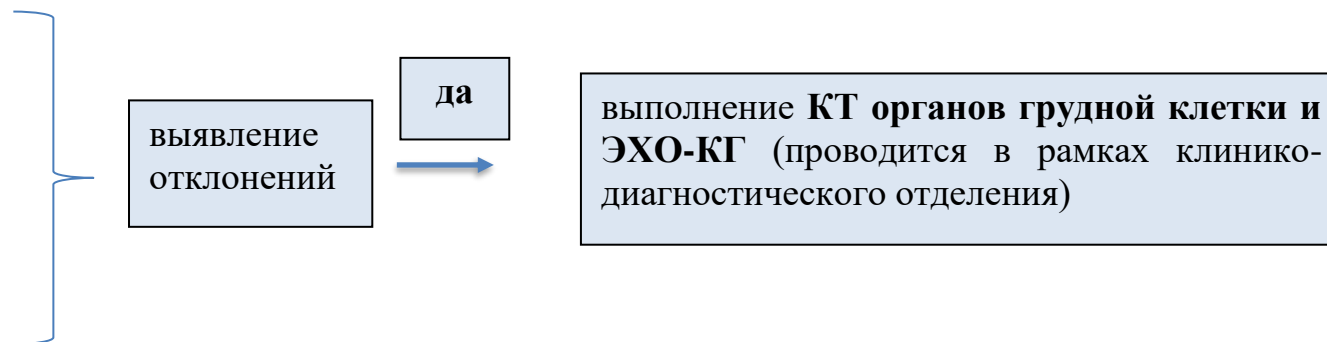 да
выявление
отклонений
выполнение КТ органов грудной клетки и
ЭХО-КГ (проводится в рамках клинико-
диагностического отделения)